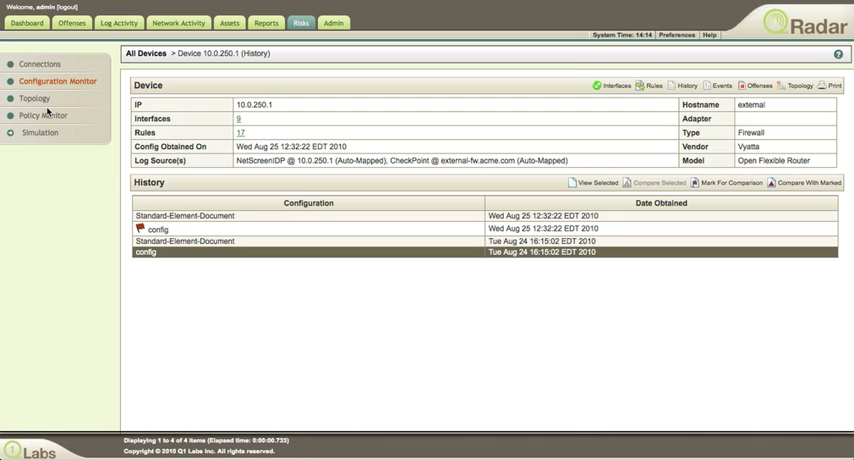 Welcome, admin [logout]
Dashboard Offenses Log Activity Network Activity Assets Reports Risks Admin
System Time: 14:14 Preferences Help
QRadar
Connections
Configuration Monitor
Topology
Policy Monitor
Simulation
All Devices > Device 10.0.250.1 (History)
Device
Interfaces Rules History Events Offenses Topology Print
IP 10.0.250.1 Hostname external
Interfaces 9 Adapter
Rules 17 Type Firewall
Config Obtained On Wed Aug 25 12:32:22 EDT 2010 Vendor Vyatta
Log Source(s) NetScreenIDP @ 10.0.250.1 (Auto-Mapped), CheckPoint @ external-fw.acme.com (Auto-Mapped) Model Open Flexible Router
History
View Selected Compare Selected Mark For Comparison Compare With Marked
Configuration Date Obtained
Standard-Element-Document Wed Aug 25 12:32:22 EDT 2010
config Wed Aug 25 12:32:22 EDT 2010
Standard-Element-Document Tue Aug 24 16:15:02 EDT 2010
config Tue Aug 24 16:15:02 EDT 2010
Displaying 1 to 4 of 4 items (Elapsed time: 0:00:00.733)
Copyright © 2010 Q1 Labs Inc. All rights reserved.
Q1 Labs